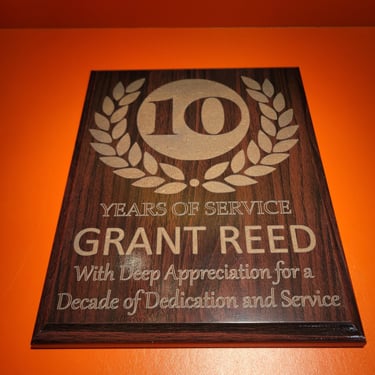 10
YEARS OF SERVICE
GRANT REED
With Deep Appreciation for a
Decade of Dedication and Service